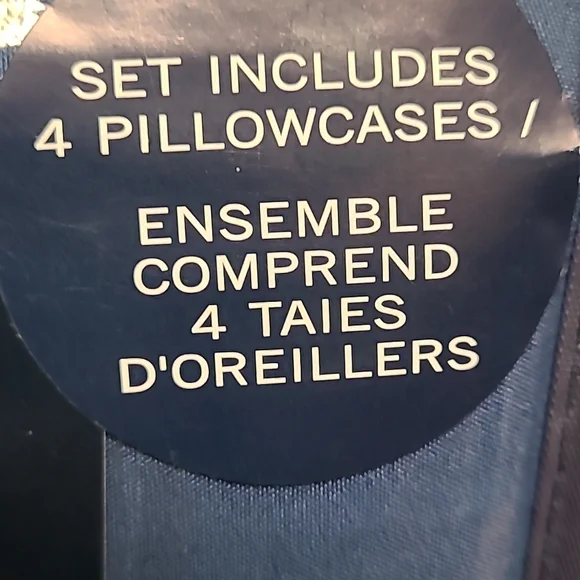 SET INCLUDES
4 PILLOWCASES /
ENSEMBLE
COMPREND
4 TAIES
D'OREILLERS